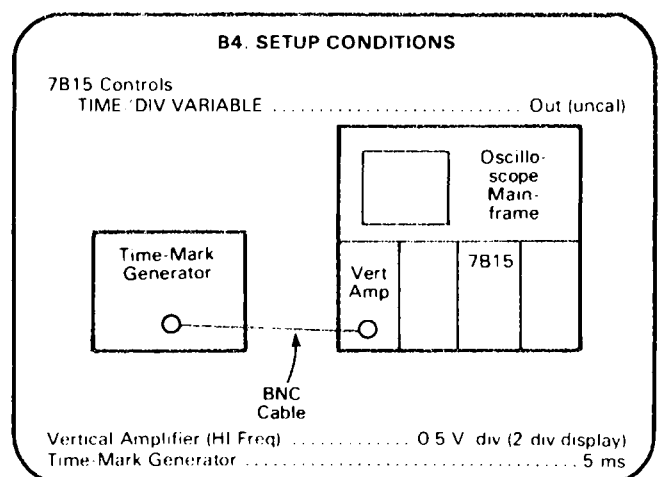 B4. SETUP CONDITIONS
7B15 Controls
TIME/DIV VARIABLE ........................ Out (uncal)
Oscillo-
scope
Main-
frame
Time-Mark
Generator
Vert
Amp
7B15
BNC
Cable
Vertical Amplifier (HI Freq) ............ 0.5 V div (2 div display)
Time-Mark Generator ................................ 5 ms